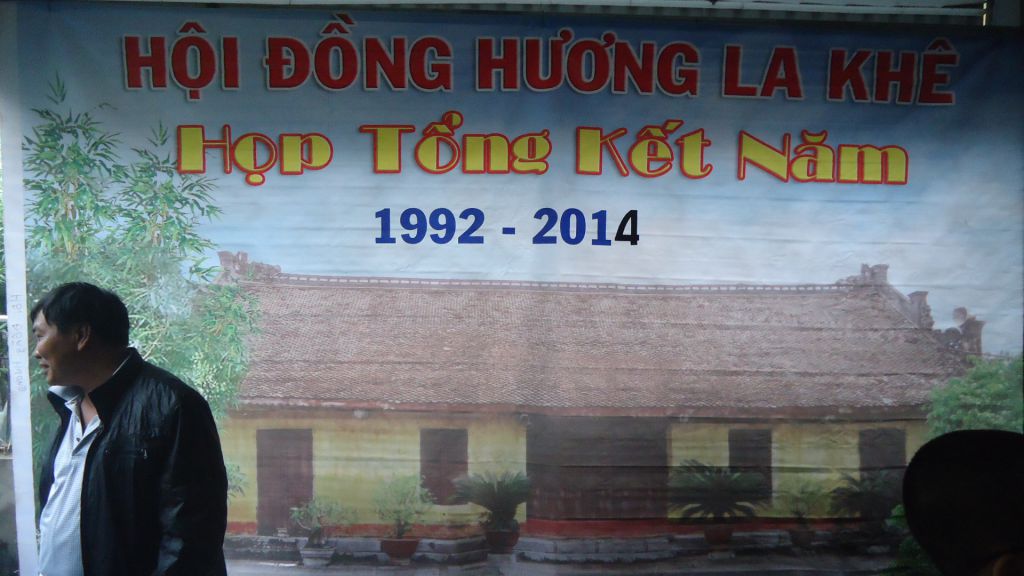 HỘI ĐỒNG HƯƠNG LA KHÊ
Họp Tổng Kết Năm
1992 - 2014